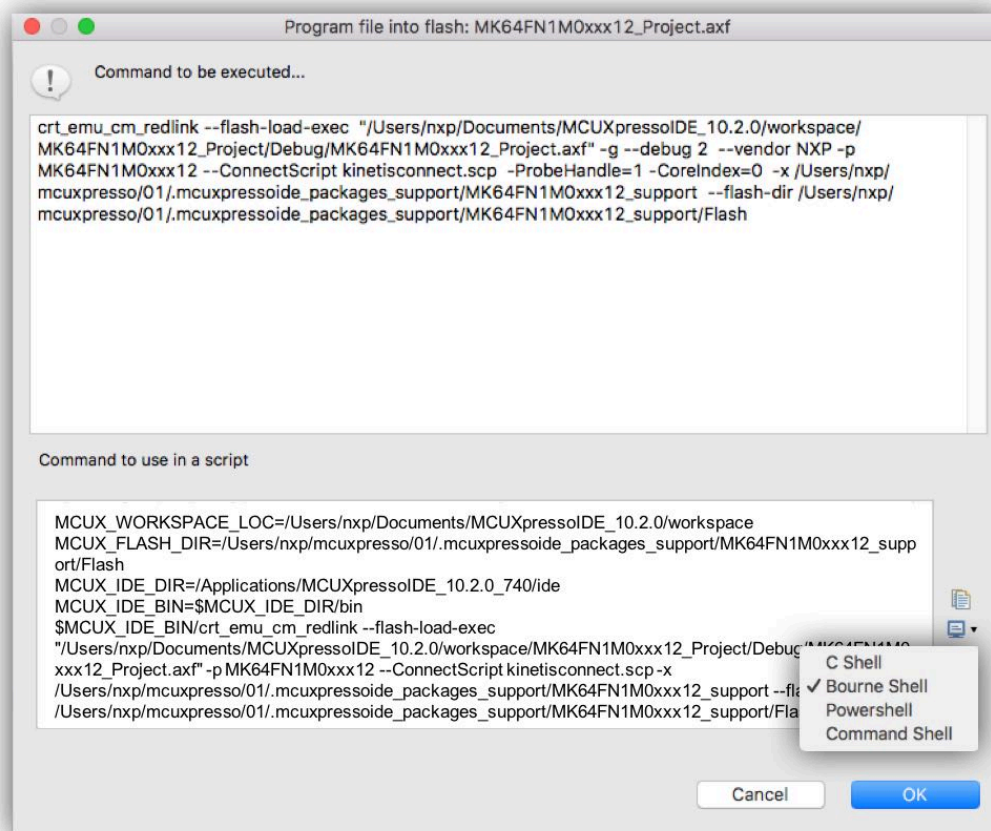 Program file into flash: MK64FN1M0xxx12_Project.axf
Command to be executed...
crt_emu_cm_redlink --flash-load-exec "/Users/nxp/Documents/MCUXpressoIDE_10.2.0/workspace/
MK64FN1M0xxx12_Project/Debug/MK64FN1M0xxx12_Project.axf" -g --debug 2 --vendor NXP -p
MK64FN1M0xxx12 --ConnectScript kinetisconnect.scp -ProbeHandle=1 -CoreIndex=0 -x /Users/nxp/
mcuxpresso/01/.mcuxpressoide_packages_support/MK64FN1M0xxx12_support --flash-dir /Users/nxp/
mcuxpresso/01/.mcuxpressoide_packages_support/MK64FN1M0xxx12_support/Flash
Command to use in a script
MCUX_WORKSPACE_LOC=/Users/nxp/Documents/MCUXpressoIDE_10.2.0/workspace
MCUX_FLASH_DIR=/Users/nxp/mcuxpresso/01/.mcuxpressoide_packages_support/MK64FN1M0xxx12_supp
ort/Flash
MCUX_IDE_DIR=/Applications/MCUXpressoIDE_10.2.0_740/ide
MCUX_IDE_BIN=$MCUX_IDE_DIR/bin
$MCUX_IDE_BIN/crt_emu_cm_redlink --flash-load-exec
"/Users/nxp/Documents/MCUXpressoIDE_10.2.0/workspace/MK64FN1M0xxx12_Project/Debug/MK64FN1M0
xxx12_Project.axf" -p MK64FN1M0xxx12 --ConnectScript kinetisconnect.scp -x
/Users/nxp/mcuxpresso/01/.mcuxpressoide_packages_support/MK64FN1M0xxx12_support --fla
/Users/nxp/mcuxpresso/01/.mcuxpressoide_packages_support/MK64FN1M0xxx12_support/Fla
C Shell
Bourne Shell
Powershell
Command Shell
Cancel
OK